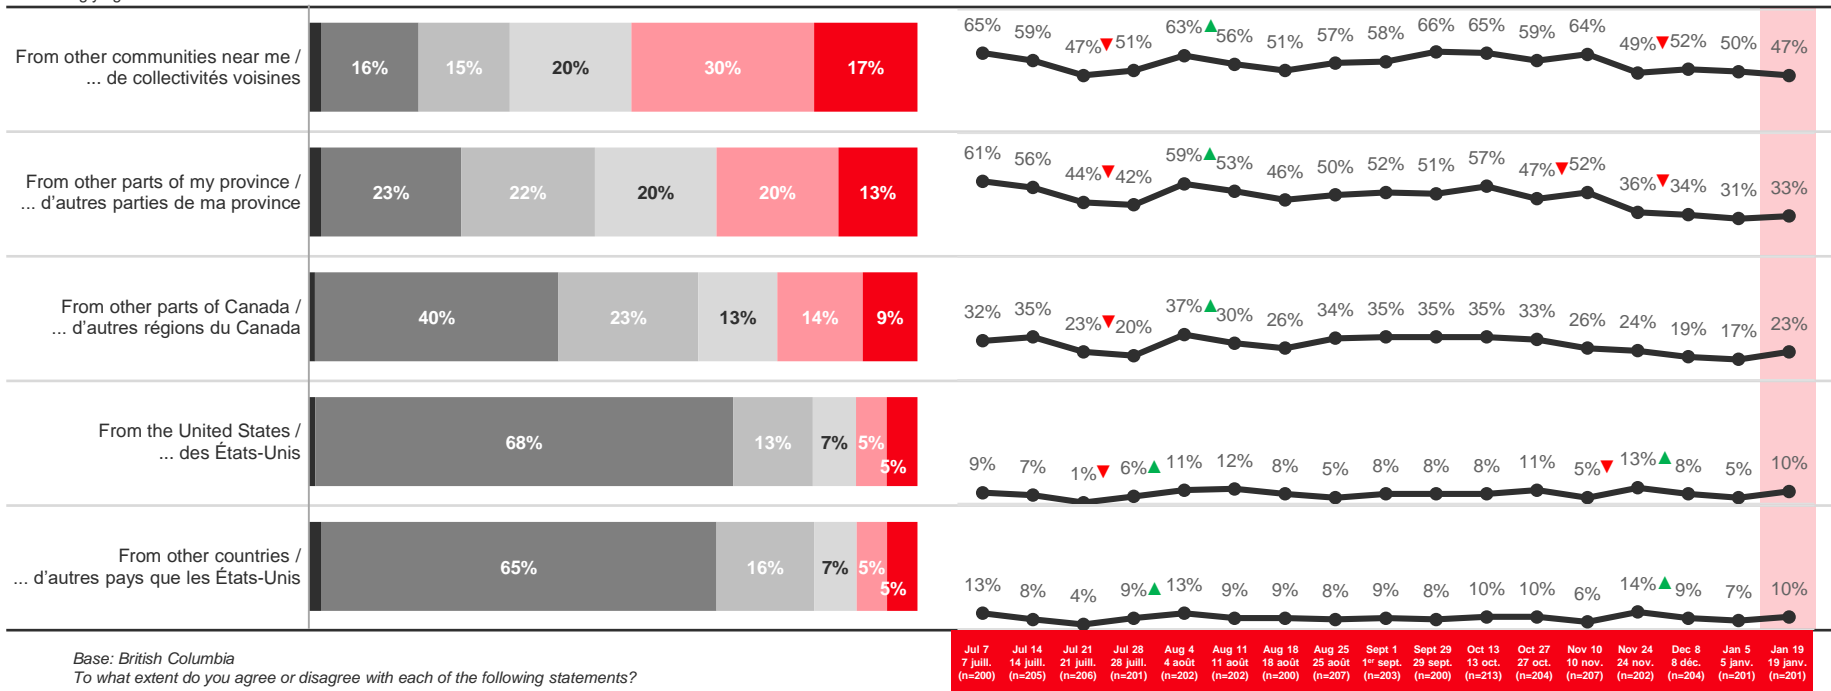 From other communities near me /
... de collectivités voisines
16% 15% 20% 30% 17%
65% 59% 47% 51% 63% 56% 51% 57% 58% 66% 65% 59% 64% 49% 52% 50% 47%
From other parts of my province /
... d'autres parties de ma province
23% 22% 20% 20% 13%
61% 56% 44% 42% 59% 53% 46% 50% 52% 51% 57% 47% 52% 36% 34% 31% 33%
From other parts of Canada /
... d'autres régions du Canada
40% 23% 13% 14% 9%
32% 35% 23% 20% 37% 30% 26% 34% 35% 35% 35% 33% 26% 24% 19% 17% 23%
From the United States /
... des États-Unis
68% 13% 7% 5% 5%
9% 7% 1% 6% 11% 12% 8% 5% 8% 8% 8% 11% 5% 13% 8% 5% 10%
From other countries /
... d'autres pays que les États-Unis
65% 16% 7% 5% 5%
13% 8% 4% 9% 13% 9% 9% 8% 9% 8% 10% 10% 6% 14% 9% 7% 10%
Jul 7 Jul 14 Jul 21 Jul 28 Aug 4 Aug 11 Aug 18 Aug 25 Sept 1 Sept 29 Oct 13 Oct 27 Nov 10 Nov 24 Dec 8 Jan 5 Jan 19
7 juill. 14 juill. 21 juill. 28 juill. 4 août 11 août 18 août 25 août 1er sept. 29 sept. 13 oct. 27 oct. 10 nov. 24 nov. 8 déc. 5 janv. 19 janv.
(n=200) (n=205) (n=206) (n=201) (n=202) (n=202) (n=200) (n=207) (n=203) (n=200) (n=213) (n=204) (n=207) (n=202) (n=204) (n=201) (n=201)
Base: British Columbia
To what extent do you agree or disagree with each of the following statements?